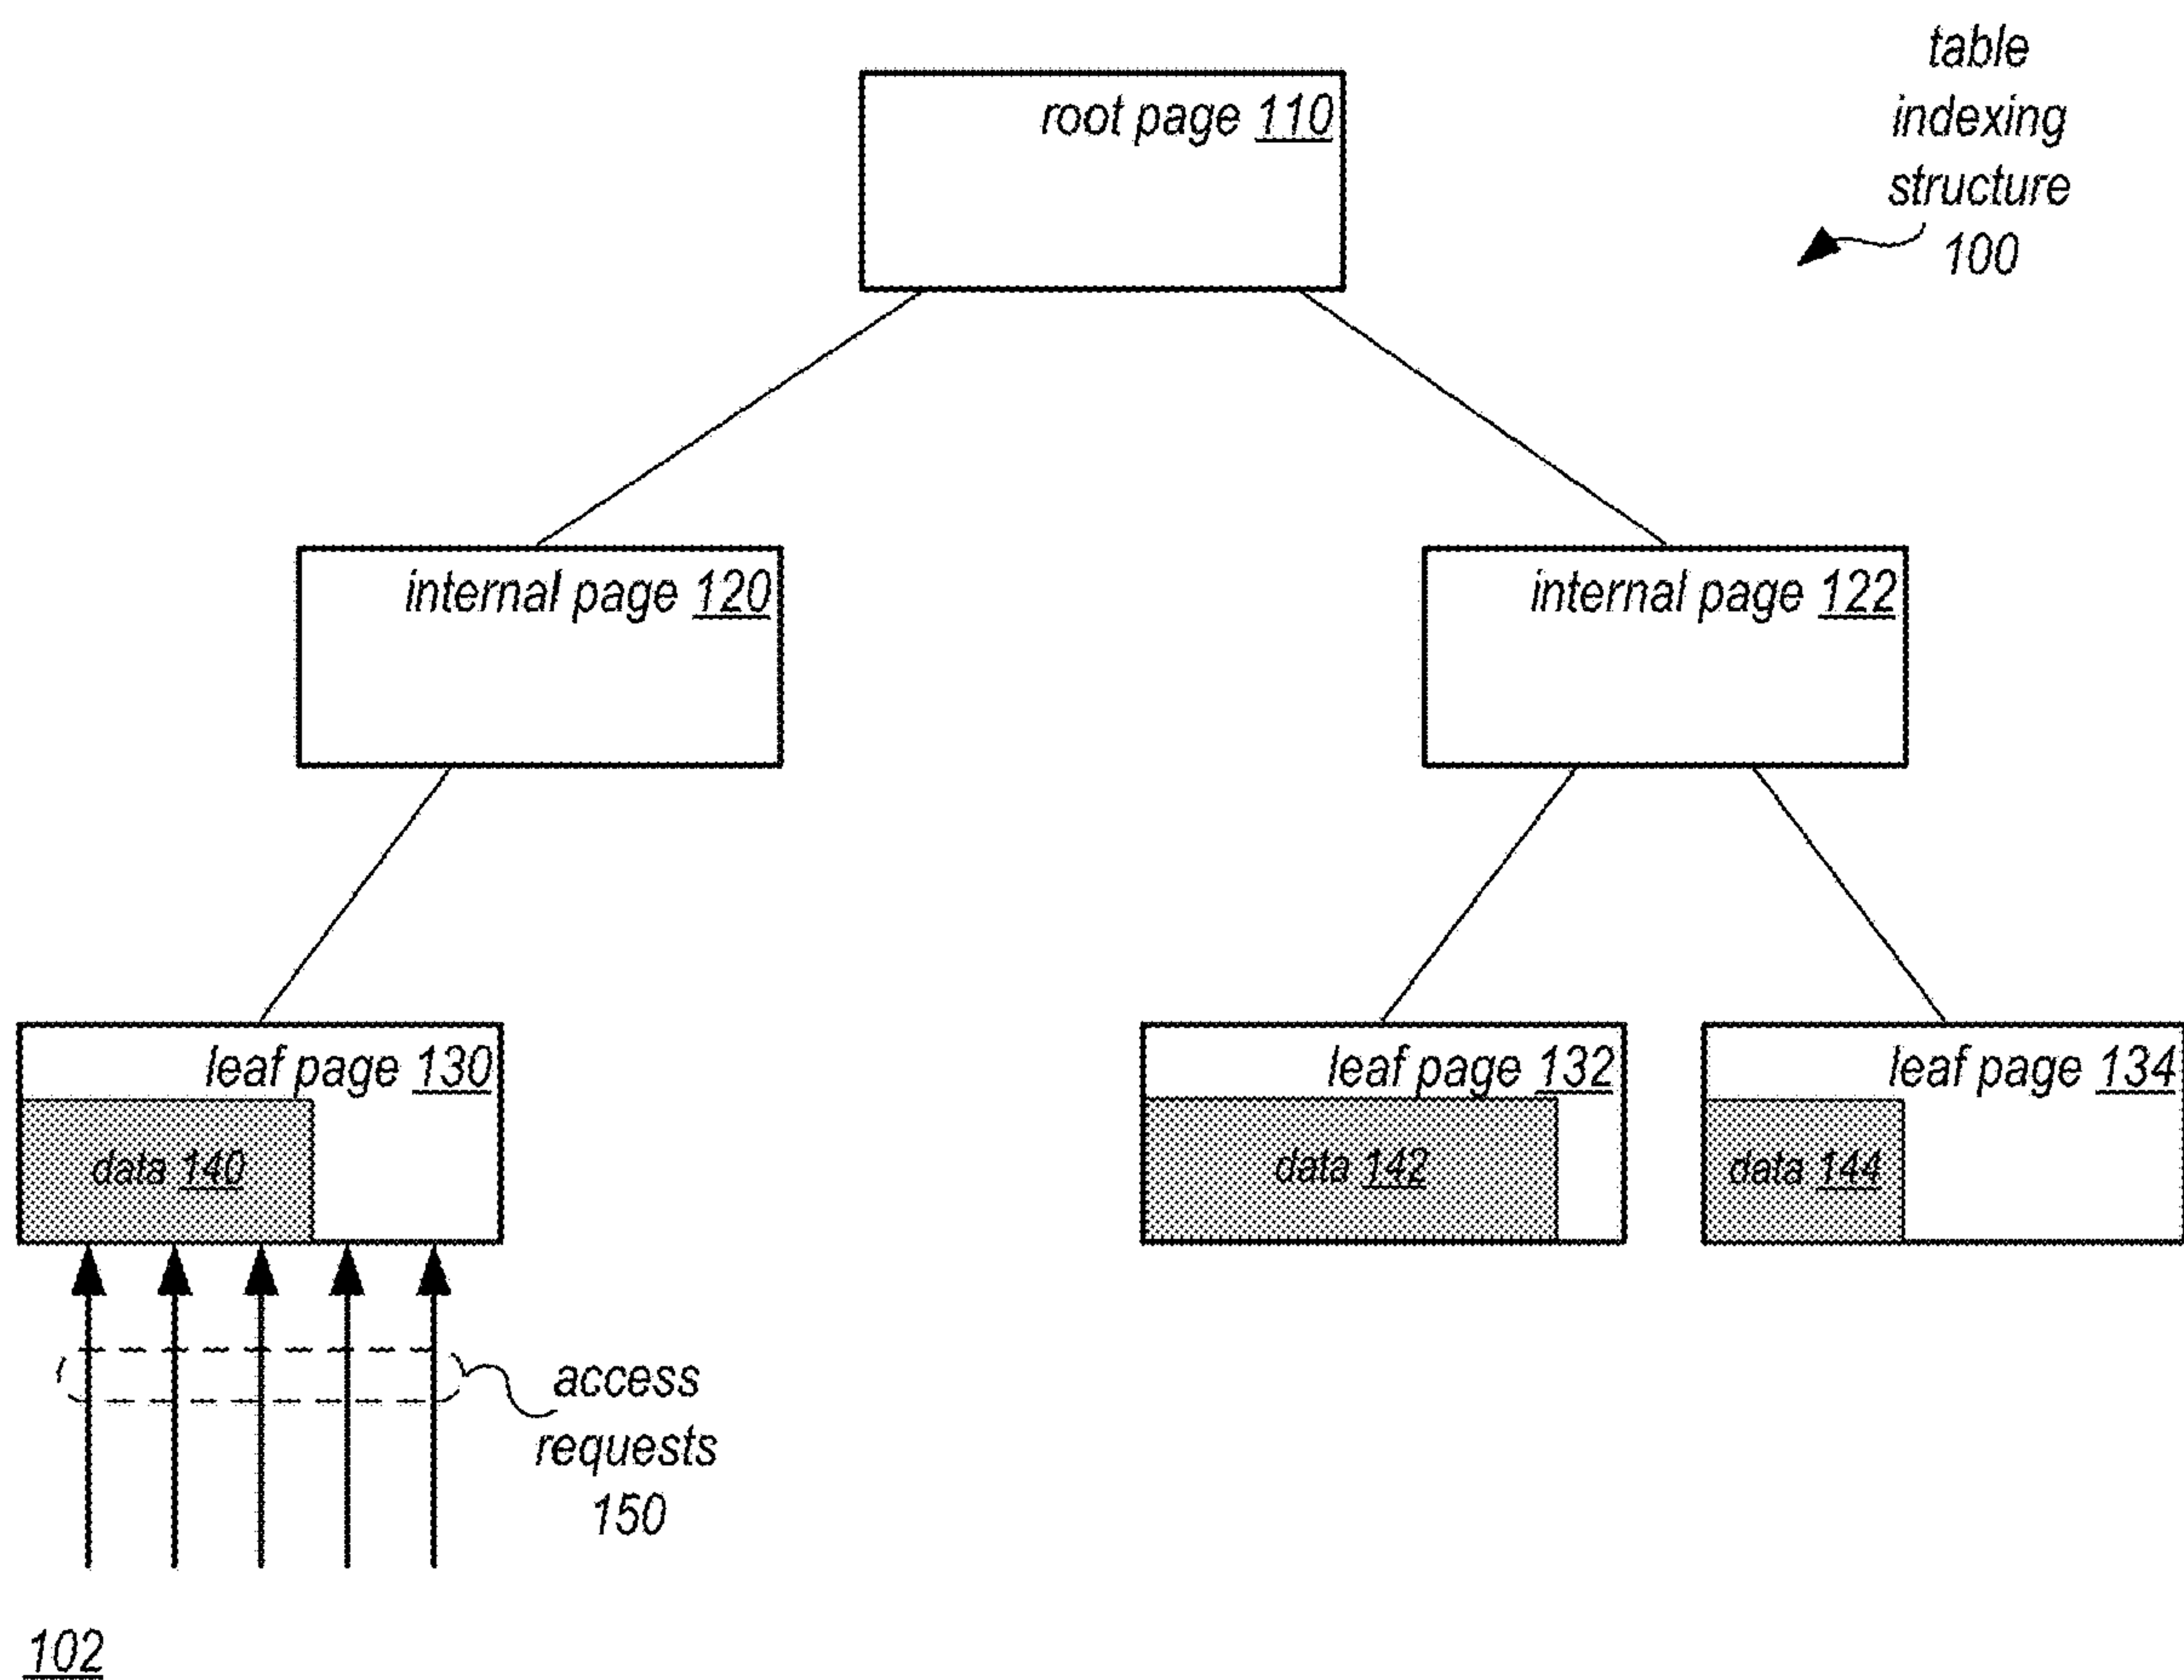 table
indexing
structure
100
root page 110
internal page 120
internal page 122
leaf page 130
data 140
leaf page 132
data 142
leaf page 134
data 144
access
requests
150
102